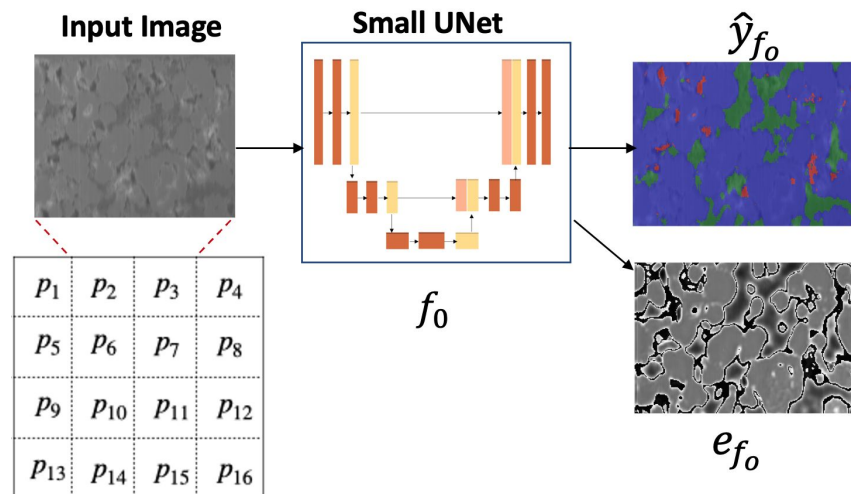 Input Image
Small UNet
ŷ_{f_o}
p_1 p_2 p_3 p_4
p_5 p_6 p_7 p_8
p_9 p_10 p_11 p_12
p_13 p_14 p_15 p_16
f_0
e_{f_o}